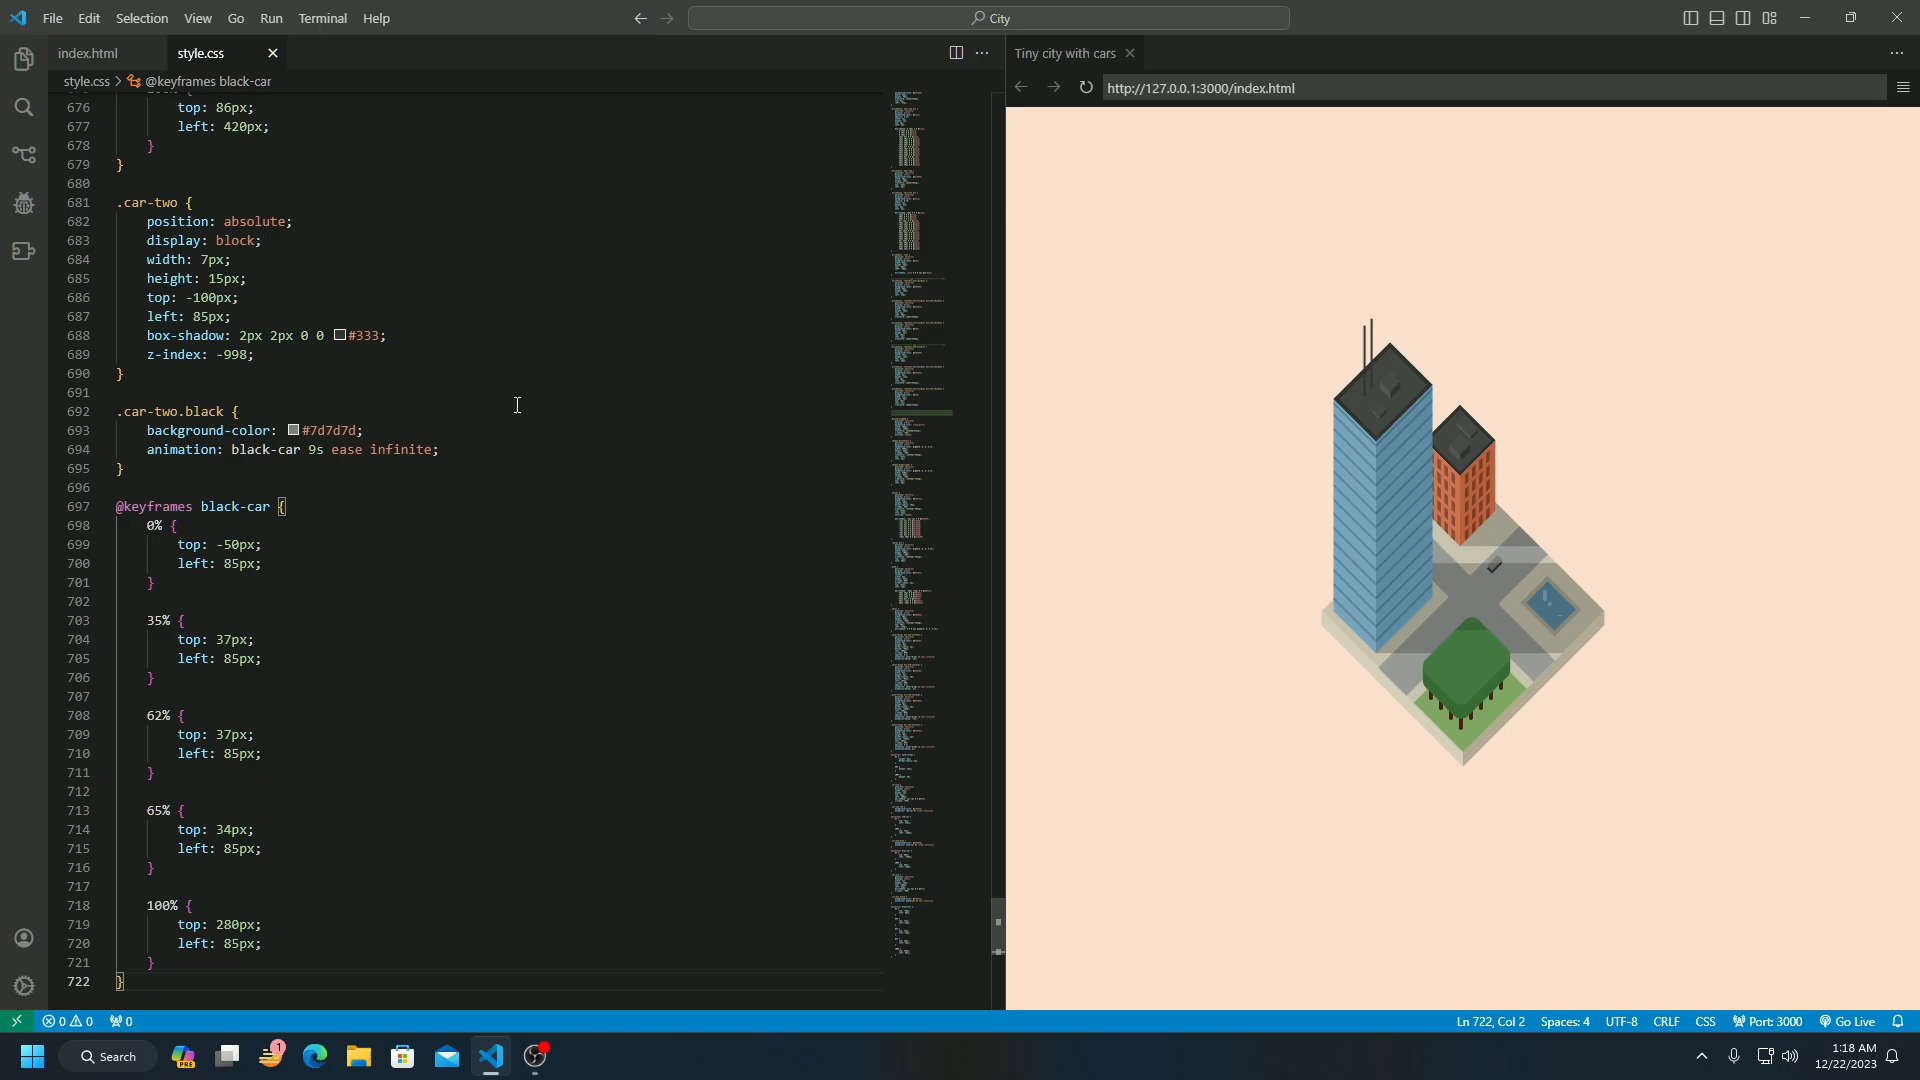 File Edit Selection View Go Run Terminal Help
City
index.html
style.css
Tiny city with cars
style.css > @keyframes black-car
http://127.0.0.1:3000/index.html
676 top: 86px;
677 left: 420px;
678 }
679 }
680
681 .car-two {
682 position: absolute;
683 display: block;
684 width: 7px;
685 height: 15px;
686 top: -100px;
687 left: 85px;
688 box-shadow: 2px 2px 0 0 #333;
689 z-index: -998;
690 }
691
692 .car-two.black {
693 background-color: #7d7d7d;
694 animation: black-car 9s ease infinite;
695 }
696
697 @keyframes black-car {
698 0% {
699 top: -50px;
700 left: 85px;
701 }
702
703 35% {
704 top: 37px;
705 left: 85px;
706 }
707
708 62% {
709 top: 37px;
710 left: 85px;
711 }
712
713 65% {
714 top: 34px;
715 left: 85px;
716 }
717
718 100% {
719 top: 280px;
720 left: 85px;
721 }
722 }
0 0 0
Ln 722, Col 2 Spaces: 4 UTF-8 CRLF CSS Port: 3000 Go Live
Search
PRE
1
1:18 AM
12/22/2023